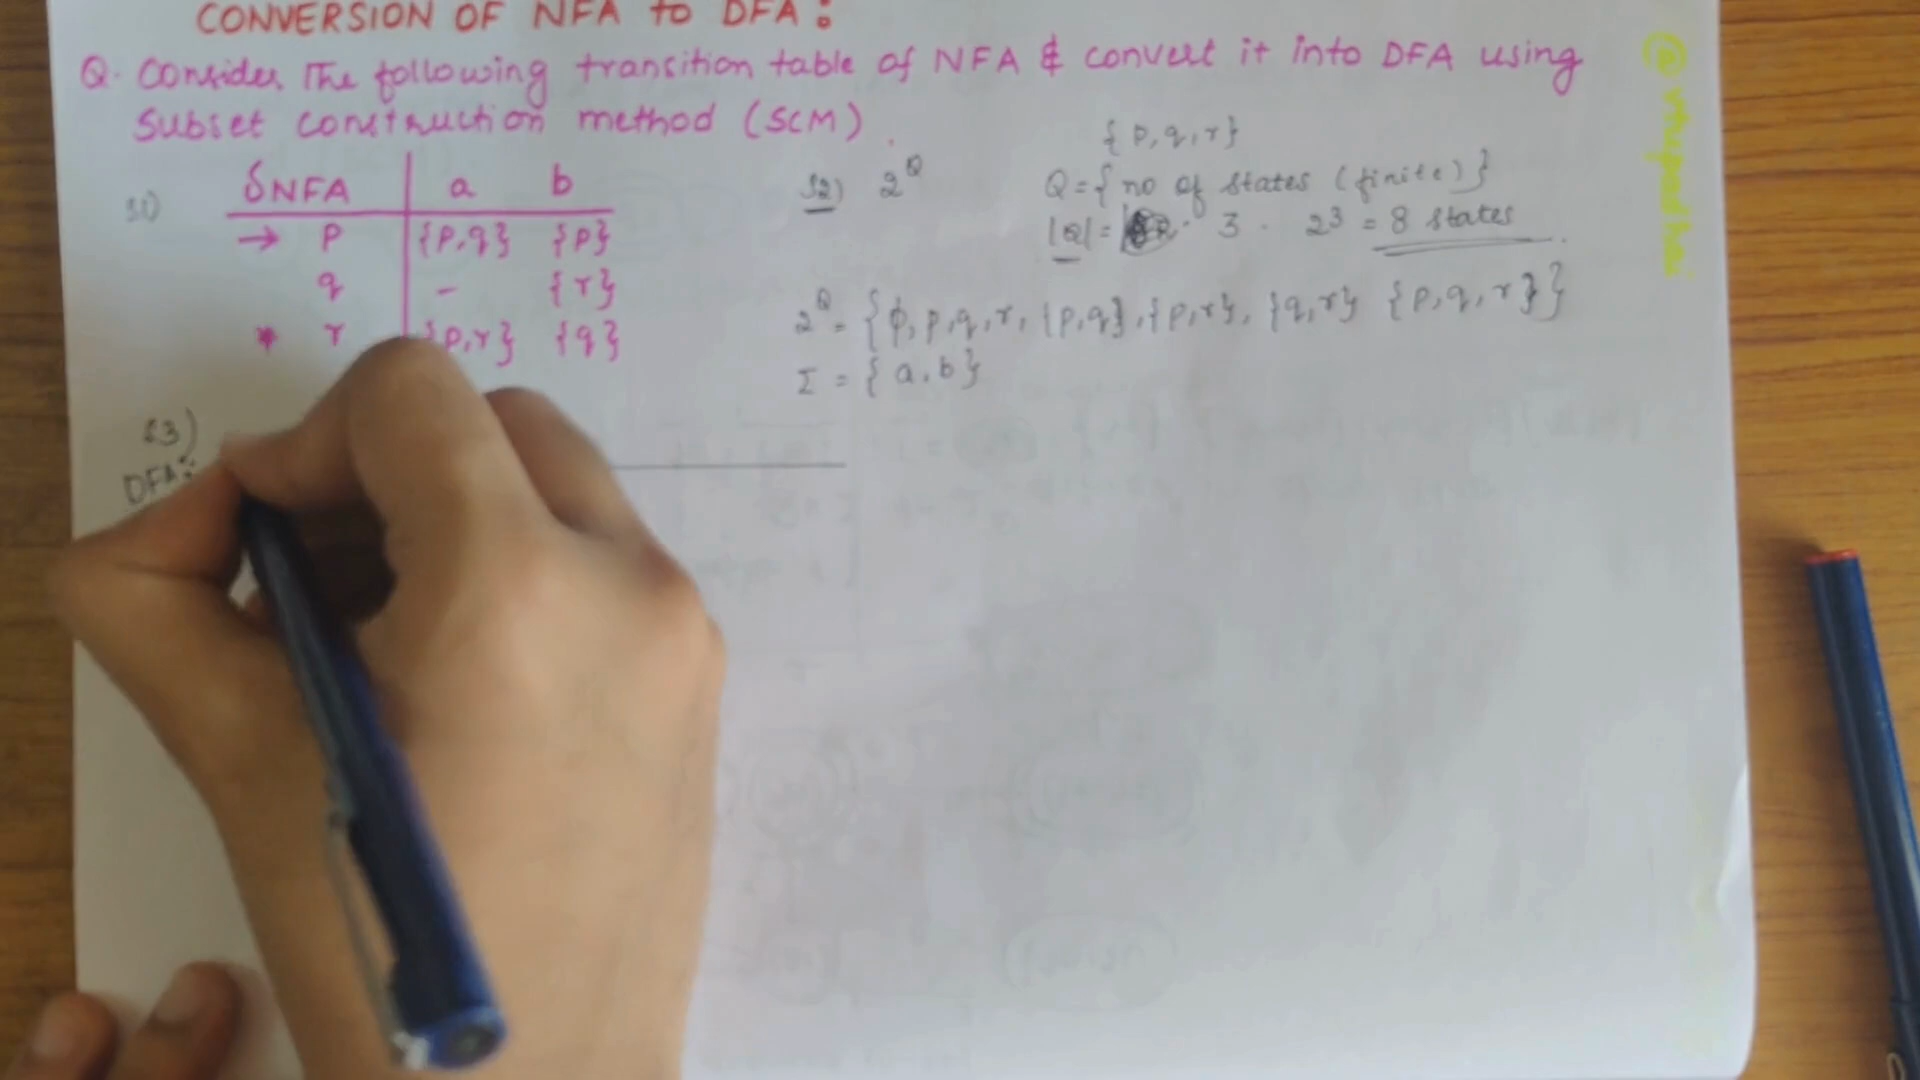 CONVERSION OF NFA to DFA :
Q. Consider The following transition table of NFA & convert it into DFA using
Subset construction method (SCM) .
S1)
δNFA a b
→ P {p,q} {p}
q - {r}
* r {p,r} {q}
S2) 2^Q
{p,q,r}
Q={no of states (finite)}
|Q|= 3 . 2^3 = 8 states
2^Q = {ϕ, p,q,r, {p,q},{p,r}, {q,r} {p,q,r}}
Σ = {a,b}
S3)
DFA: